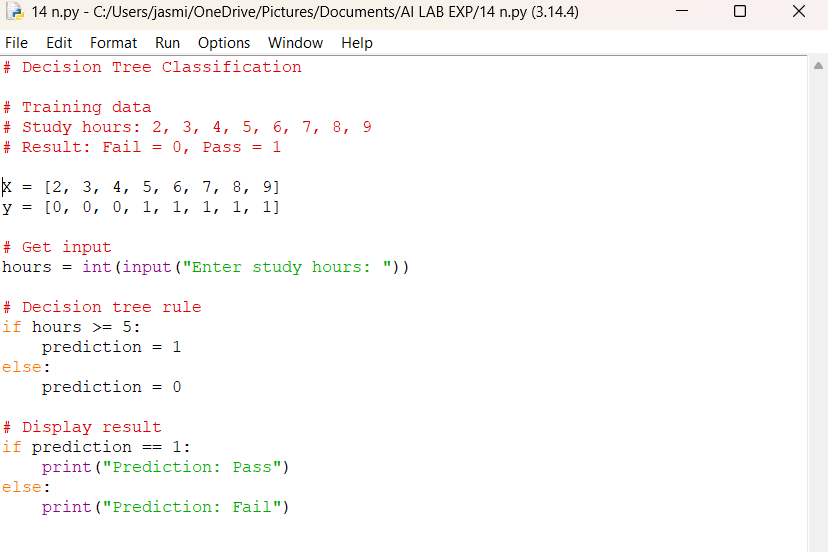 14 n.py - C:/Users/jasmi/OneDrive/Pictures/Documents/AI LAB EXP/14 n.py (3.14.4)
File Edit Format Run Options Window Help
# Decision Tree Classification
# Training data
# Study hours: 2, 3, 4, 5, 6, 7, 8, 9
# Result: Fail = 0, Pass = 1
X = [2, 3, 4, 5, 6, 7, 8, 9]
y = [0, 0, 0, 1, 1, 1, 1, 1]
# Get input
hours = int(input("Enter study hours: "))
# Decision tree rule
if hours >= 5:
    prediction = 1
else:
    prediction = 0
# Display result
if prediction == 1:
    print("Prediction: Pass")
else:
    print("Prediction: Fail")